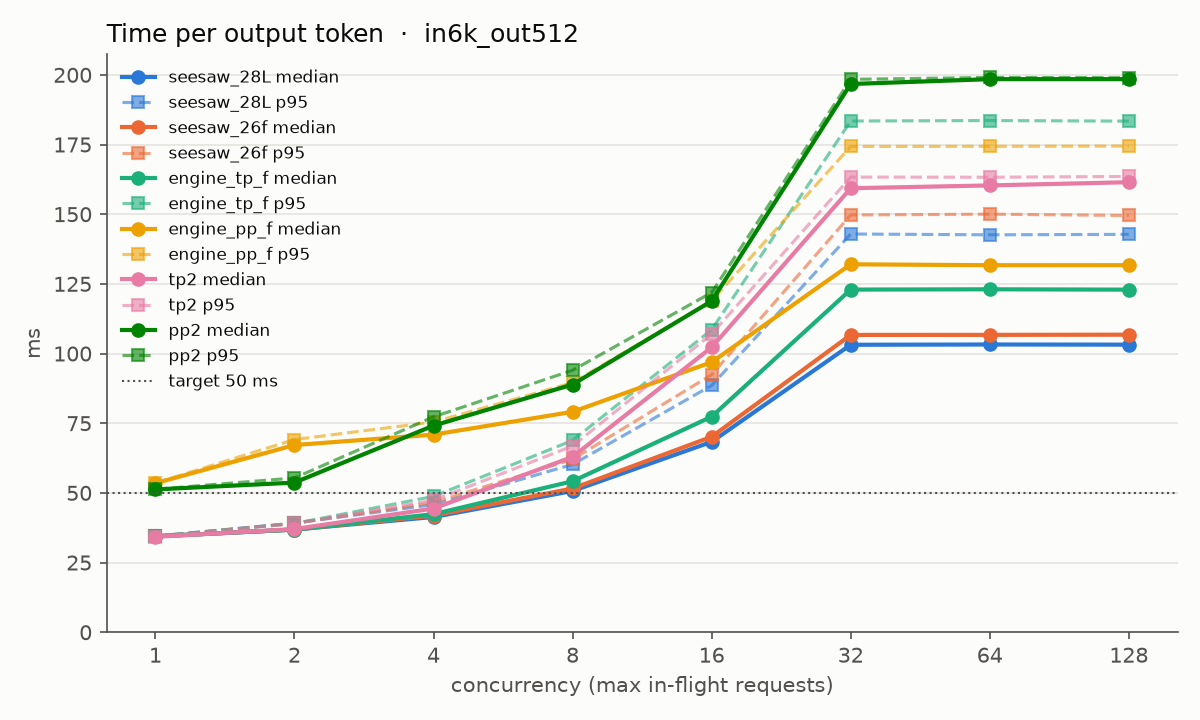 Time per output token · in6k_out512
seesaw_28L median
seesaw_28L p95
seesaw_26f median
seesaw_26f p95
engine_tp_f median
engine_tp_f p95
engine_pp_f median
engine_pp_f p95
tp2 median
tp2 p95
pp2 median
pp2 p95
target 50 ms
ms
200
175
150
125
100
75
50
25
0
1 2 4 8 16 32 64 128
concurrency (max in-flight requests)